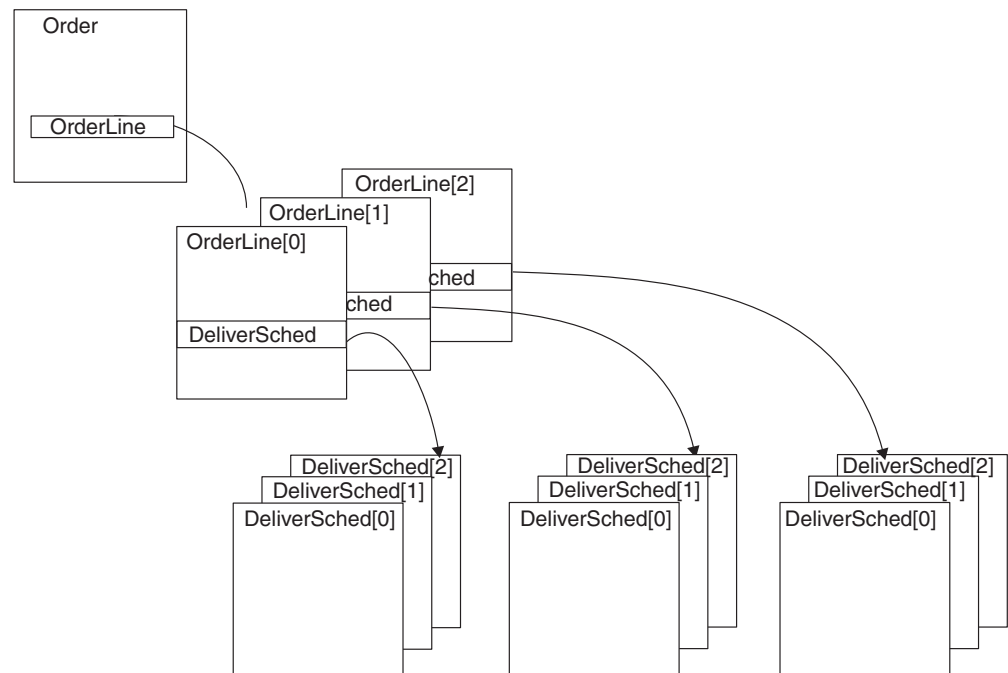 Order
OrderLine
OrderLine[2]
OrderLine[1]
OrderLine[0]
ched
ched
DeliverSched
DeliverSched[2]
DeliverSched[1]
DeliverSched[0]
DeliverSched[2]
DeliverSched[1]
DeliverSched[0]
DeliverSched[2]
DeliverSched[1]
DeliverSched[0]